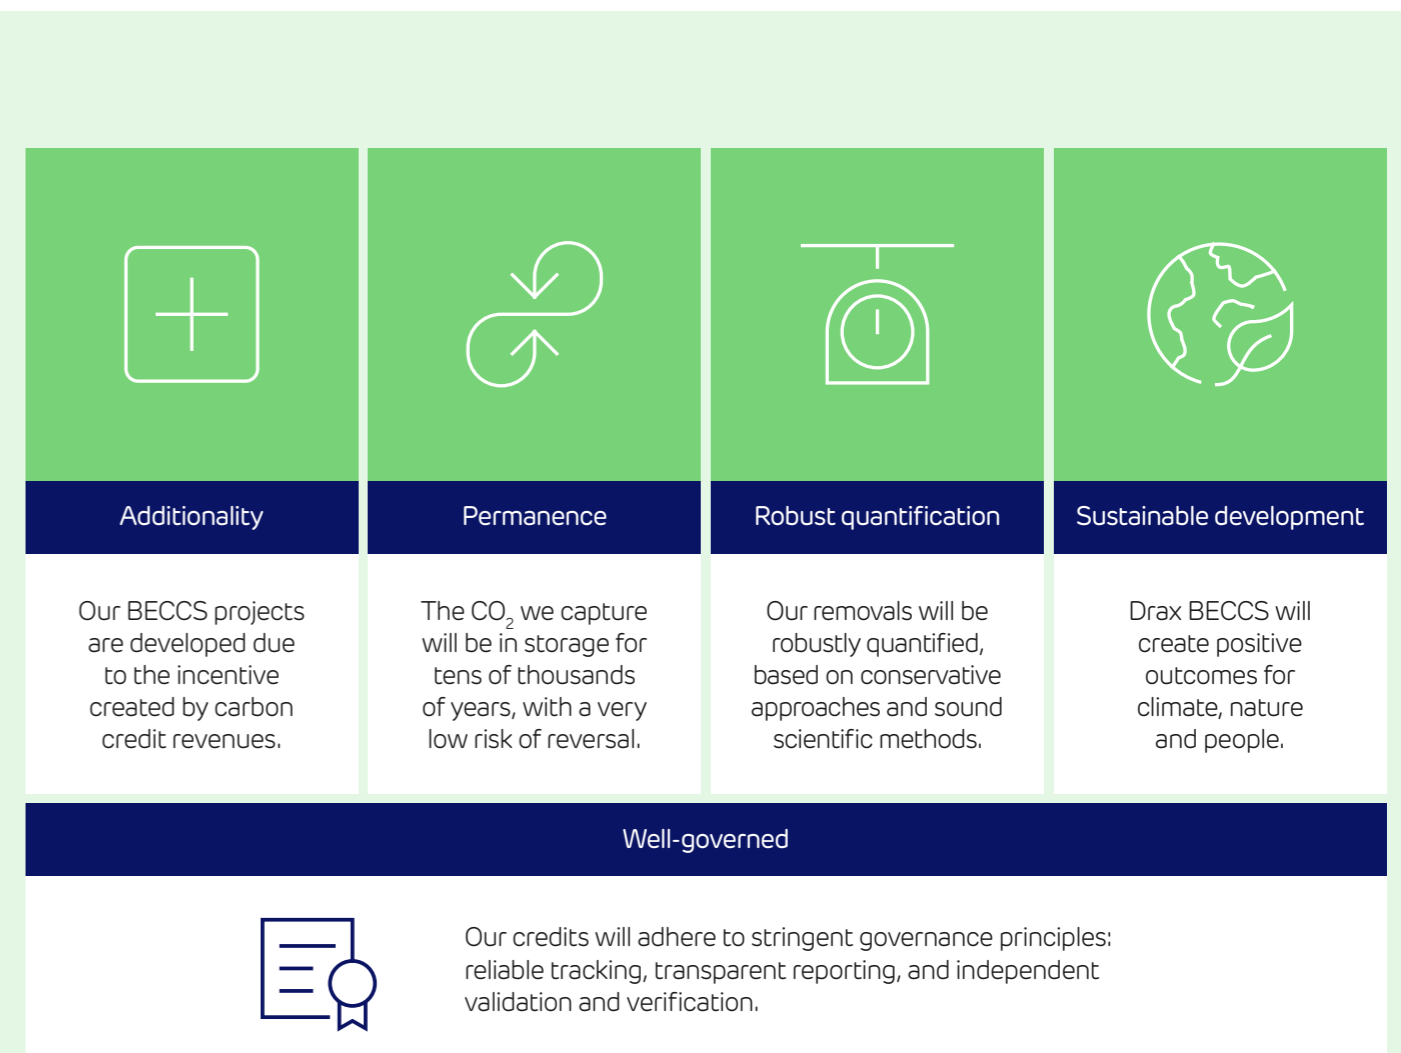 Additionality
Our BECCS projects
are developed due
to the incentive
created by carbon
credit revenues.
Permanence
The CO₂ we capture
will be in storage for
tens of thousands
of years, with a very
low risk of reversal.
Robust quantification
Our removals will be
robustly quantified,
based on conservative
approaches and sound
scientific methods.
Sustainable development
Drax BECCS will
create positive
outcomes for
climate, nature
and people.
Well-governed
Our credits will adhere to stringent governance principles:
reliable tracking, transparent reporting, and independent
validation and verification.